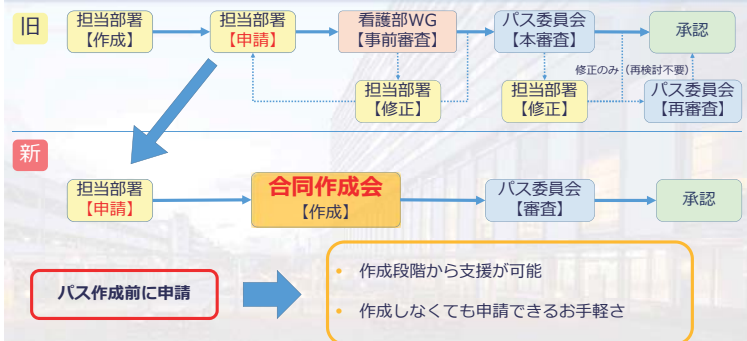 旧
担当部署
【作成】
担当部署
【申請】
看護部WG
【事前審査】
パス委員会
【本審査】
承認
修正のみ（再検討不要）
担当部署
【修正】
担当部署
【修正】
パス委員会
【再審査】
新
担当部署
【申請】
合同作成会
【作成】
パス委員会
【審査】
承認
パス作成前に申請
• 作成段階から支援が可能
• 作成しなくても申請できるお手軽さ